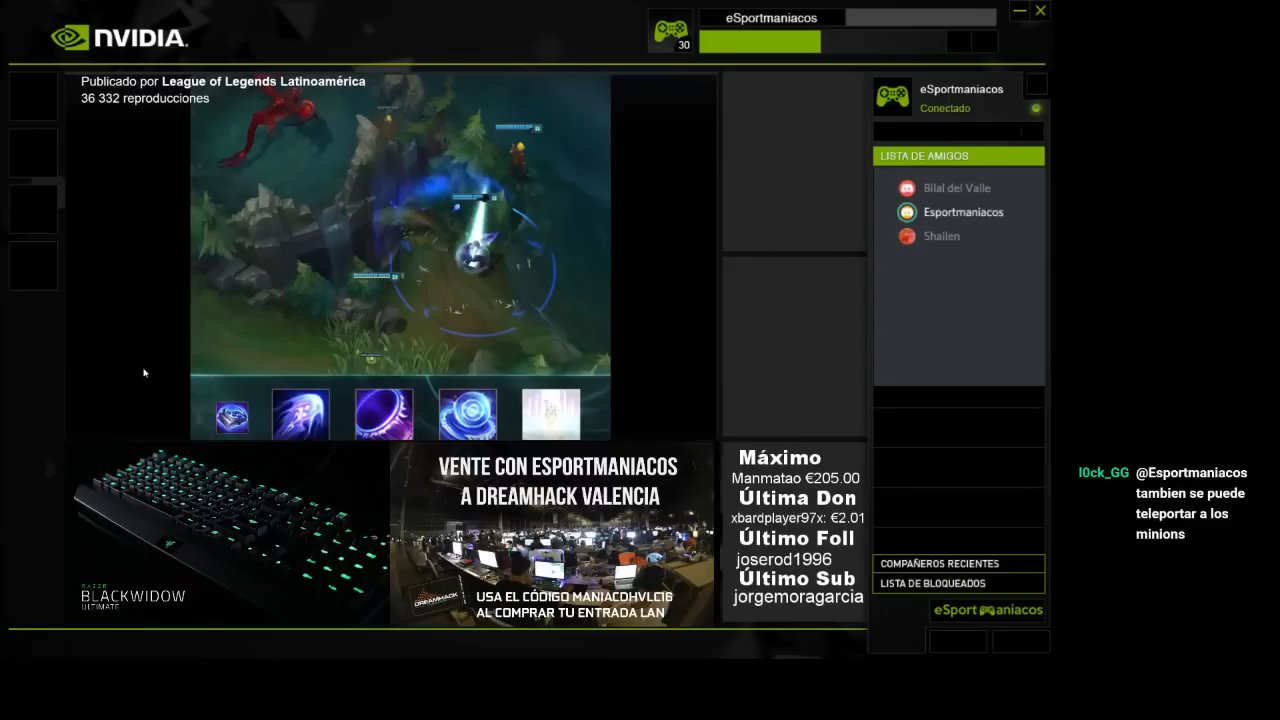 NVIDIA.
30
eSportmaniacos
Publicado por League of Legends Latinoamérica
36 332 reproducciones
eSportmaniacos
Conectado
LISTA DE AMIGOS
Bilal del Valle
Esportmaniacos
Shailen
RAZER
BLACKWIDOW
ULTIMATE
VENTE CON ESPORTMANIACOS
A DREAMHACK VALENCIA
DREAMHACK
USA EL CÓDIGO MANIACDHVLC16
AL COMPRAR TU ENTRADA LAN
Máximo
Manmatao €205.00
Última Don
xbardplayer97x: €2.01
Último Foll
joserod1996
Último Sub
jorgemoragarcia
COMPAÑEROS RECIENTES
LISTA DE BLOQUEADOS
eSportmaníacos
l0ck_GG @Esportmaniacos
tambien se puede
teleportar a los
minions